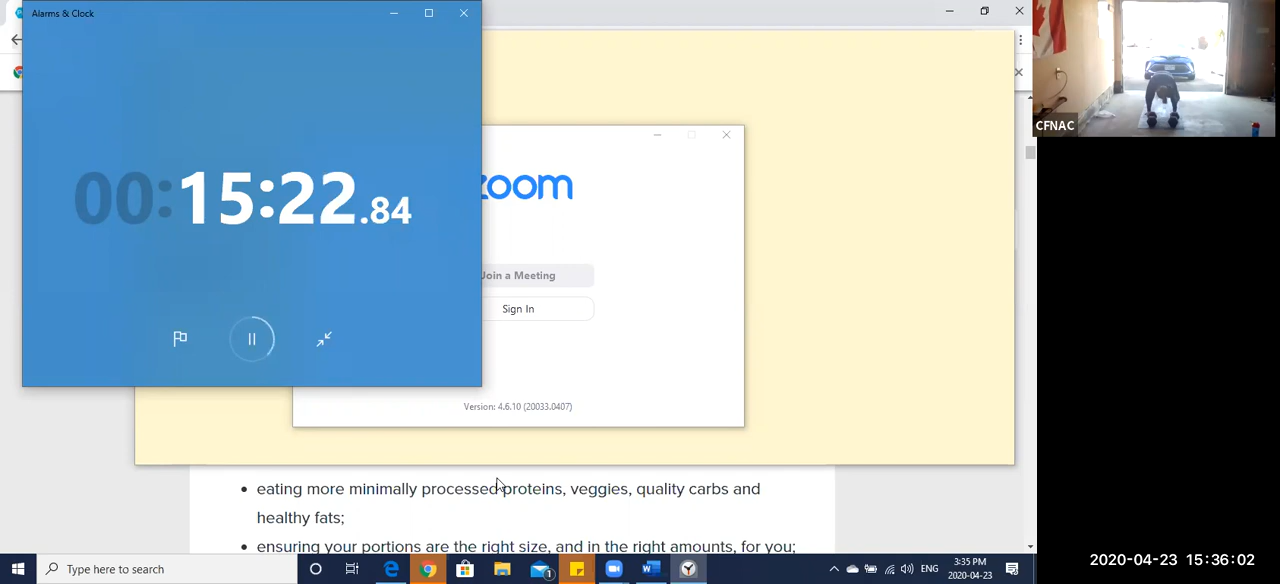 Alarms & Clock
00:15:22.84
zoom
Join a Meeting
Sign In
Version: 4.6.10 (20033.0407)
• eating more minimally processed proteins, veggies, quality carbs and
healthy fats;
• ensuring your portions are the right size, and in the right amounts, for you;
Type here to search
1
W
ENG
3:35 PM
2020-04-23
CFNAC
2020-04-23 15:36:02